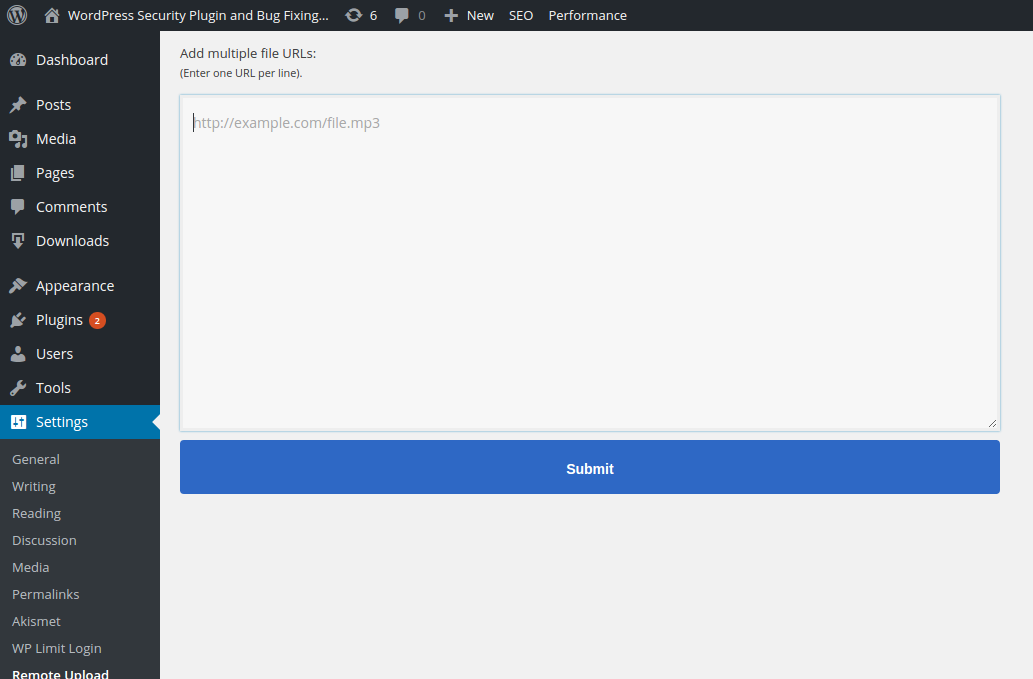 WordPress Security Plugin and Bug Fixing... 6 0 New SEO Performance
Dashboard
Posts
Media
Pages
Comments
Downloads
Appearance
Plugins 2
Users
Tools
Settings
General
Writing
Reading
Discussion
Media
Permalinks
Akismet
WP Limit Login
Remote Upload
Add multiple file URLs:
(Enter one URL per line).
http://example.com/file.mp3
Submit